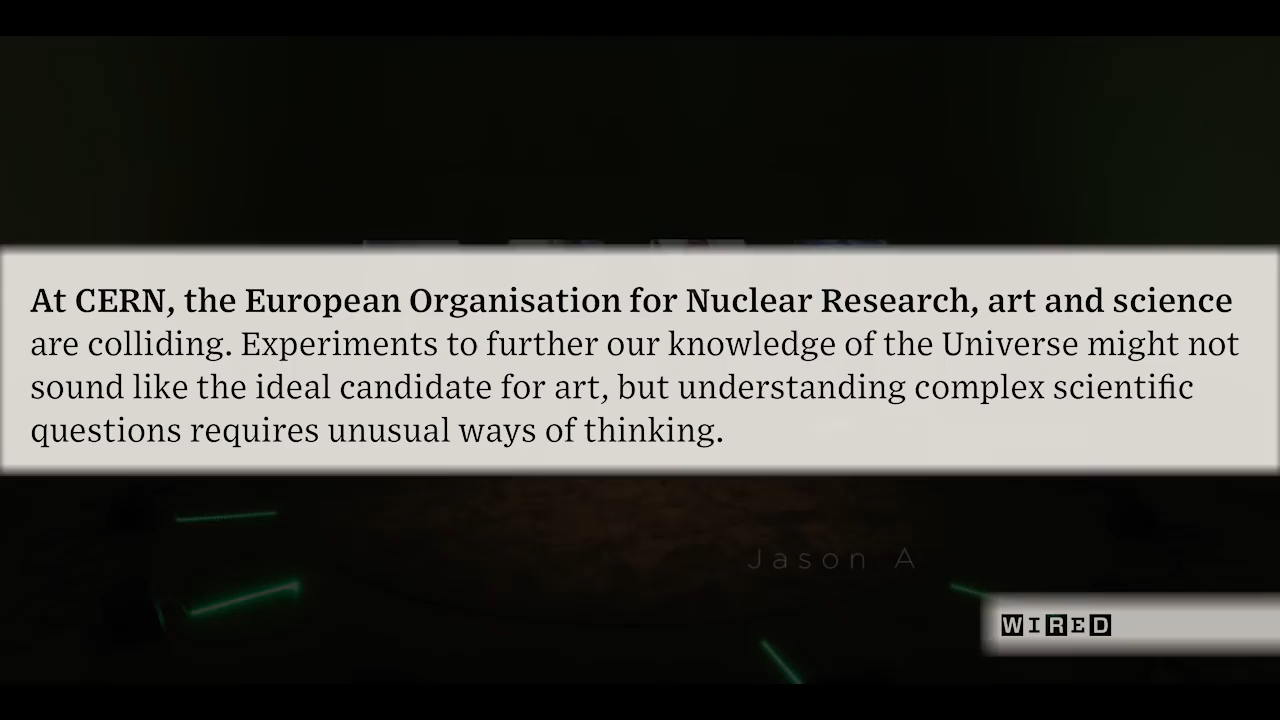 At CERN, the European Organisation for Nuclear Research, art and science
are colliding. Experiments to further our knowledge of the Universe might not
sound like the ideal candidate for art, but understanding complex scientific
questions requires unusual ways of thinking.
Jason A
WIRED